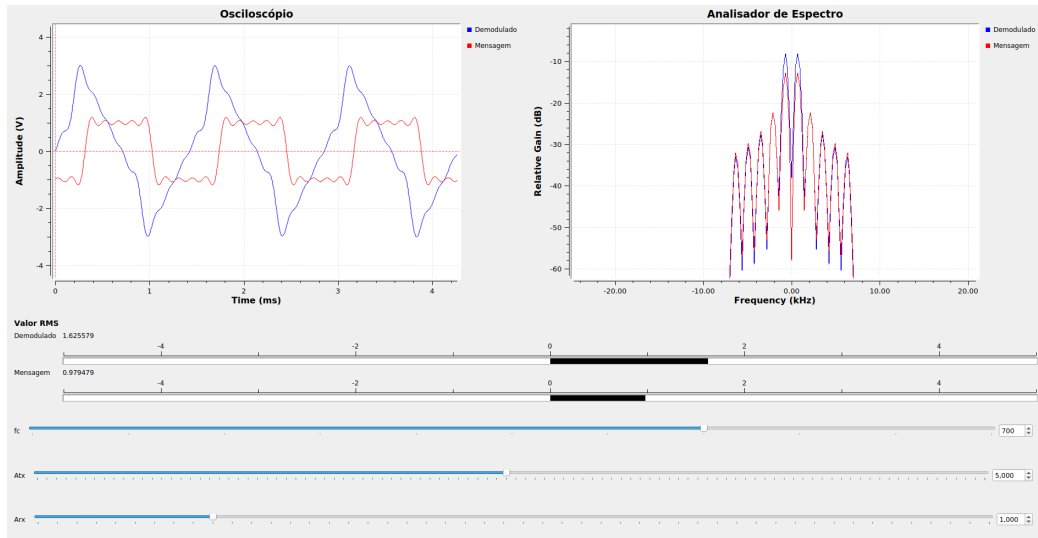 Osciloscópio
Demodulado
Mensagem
Amplitude (V)
4
2
0
-2
-4
0
1
2
3
4
Time (ms)
Analisador de Espectro
Demodulado
Mensagem
Relative Gain (dB)
-10
-20
-30
-40
-50
-60
-20.00
-10.00
0.00
10.00
20.00
Frequency (kHz)
Valor RMS
Demodulado 1.625579
-4 -2 0 2 4
Mensagem 0.979479
-4 -2 0 2 4
fc 700
Atx 5,000
Arx 1,000